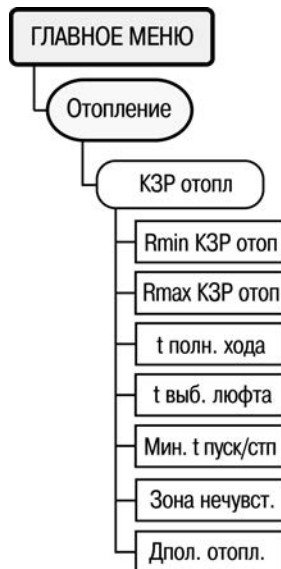 ГЛАВНОЕ МЕНЮ
Отопление
КЗР отопл
Rmin КЗР отоп
Rmax КЗР отоп
t полн. хода
t выб. люфта
Мин. t пуск/стп
Зона нечувст.
Дпол. отопл.